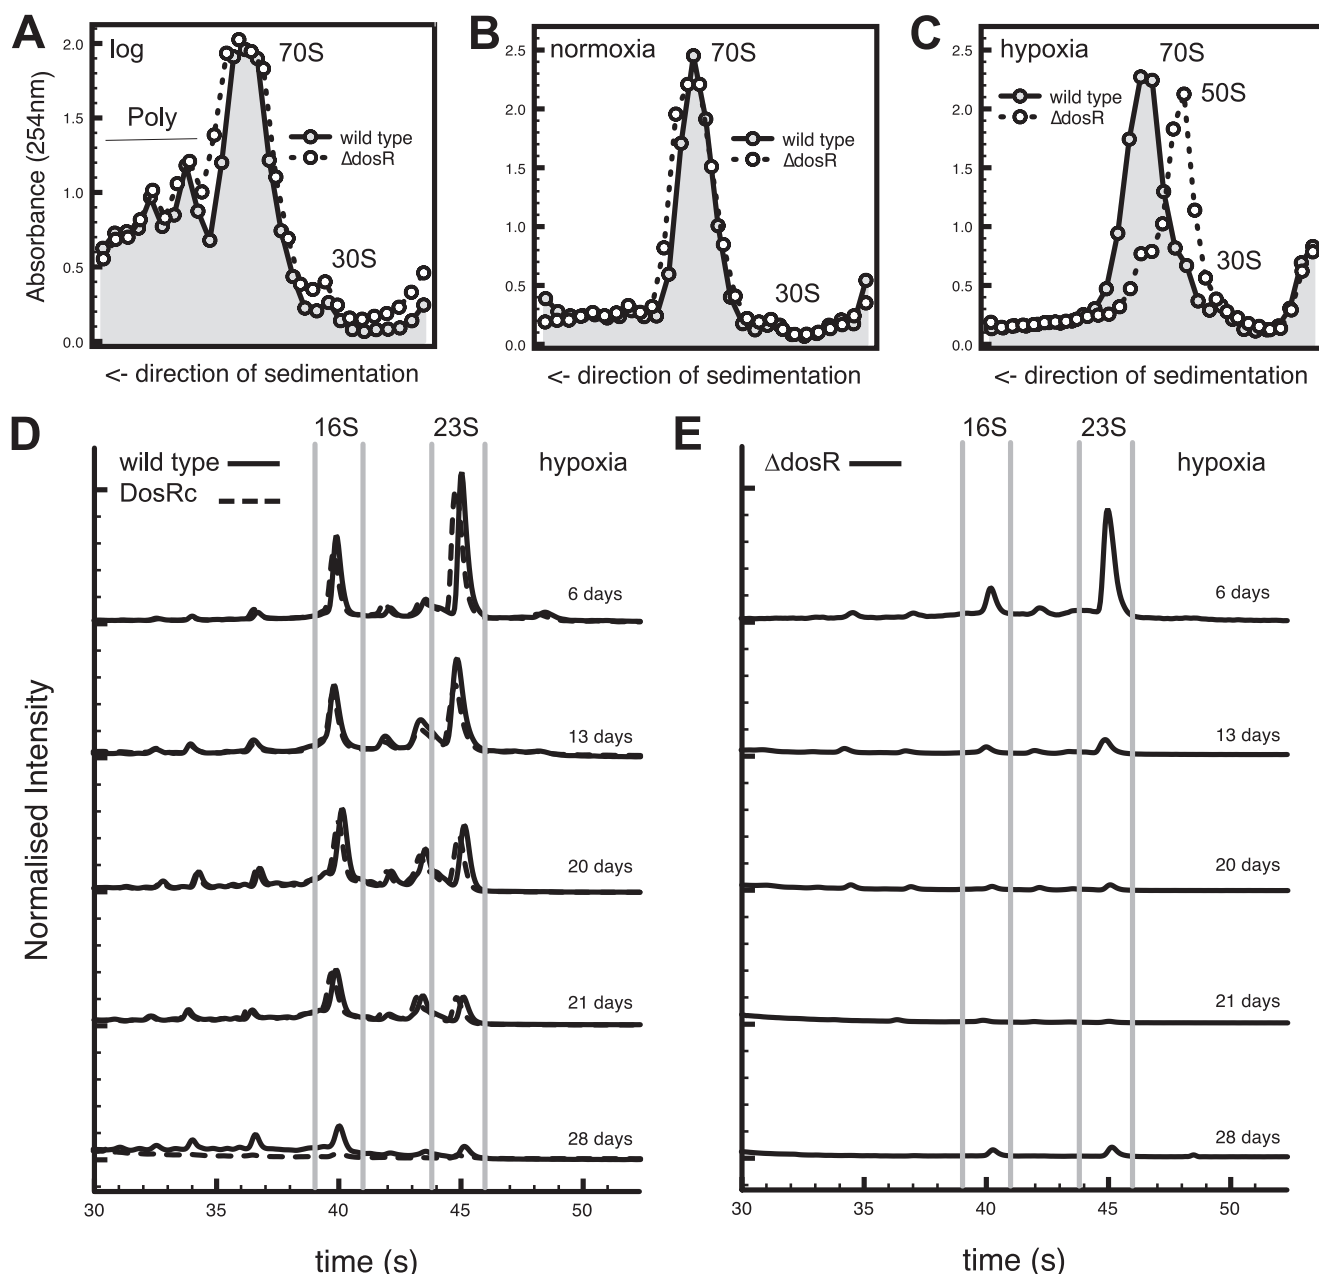 A
log
70S
Poly
wild type
ΔdosR
30S
Absorbance (254nm)
2.0
1.5
1.0
0.5
0.0
<- direction of sedimentation
B
normoxia
70S
wild type
ΔdosR
30S
2.5
2.0
1.5
1.0
0.5
0.0
<- direction of sedimentation
C
hypoxia
70S
wild type
ΔdosR
50S
30S
2.5
2.0
1.5
1.0
0.5
0.0
<- direction of sedimentation
D
16S 23S
wild type
DosRc
hypoxia
6 days
13 days
20 days
21 days
28 days
Normalised Intensity
30 35 40 45 50
time (s)
E
16S 23S
ΔdosR
hypoxia
6 days
13 days
20 days
21 days
28 days
30 35 40 45 50
time (s)